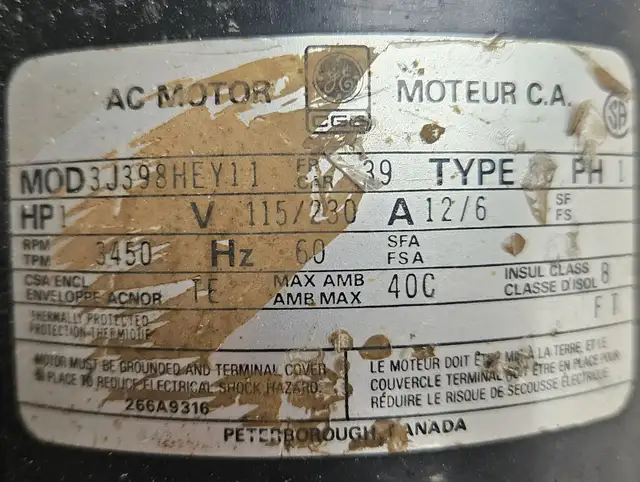 AC MOTOR GE CGE MOTEUR C.A. SA
MOD 3J398HEY11 FR CAR 39 TYPE PH 1
HP 1 V 115/230 A 12/6 SF FS
RPM TPM 3450 Hz 60 SFA FSA
CSA ENCL ENVELOPPE ACNOR TE MAX AMB AMB MAX 40C INSUL CLASS CLASSE D'ISOL B
F T
THERMALLY PROTECTED
PROTECTION THERMIQUE
MOTOR MUST BE GROUNDED AND TERMINAL COVER
IN PLACE TO REDUCE ELECTRICAL SHOCK HAZARD.
266A9316
LE MOTEUR DOIT ÊTRE MIS À LA TERRE, ET LE
COUVERCLE TERMINAL DOIT ÊTRE EN PLACE POUR
RÉDUIRE LE RISQUE DE SECOUSSE ÉLECTRIQUE
PETERBOROUGH, CANADA